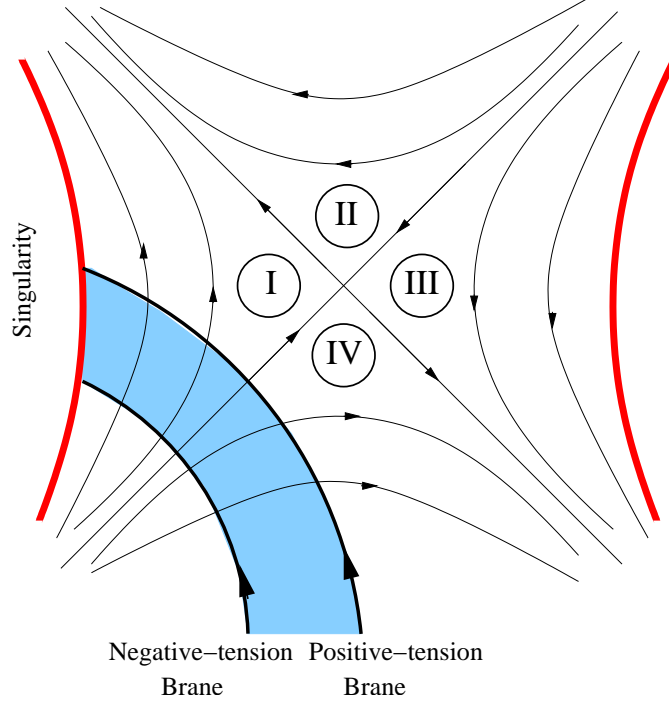 II
Singularity
I
III
IV
Negative−tension
Brane
Positive−tension
Brane